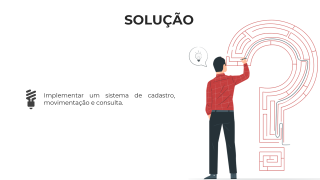 SOLUÇÃO
Implementar um sistema de cadastro,
movimentação e consulta.